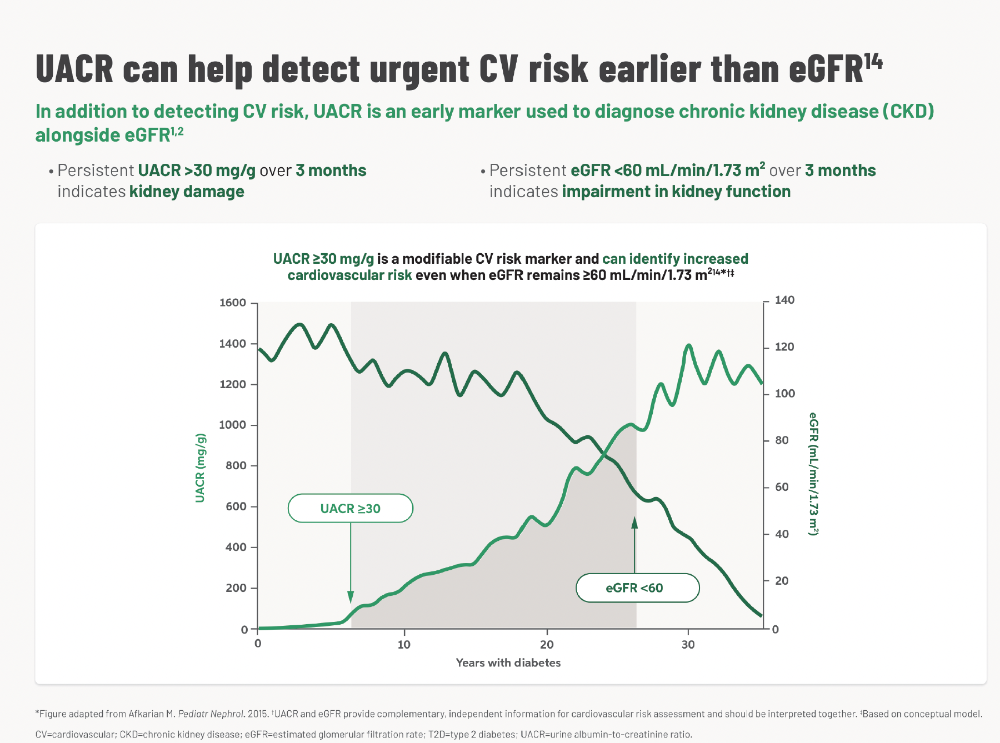 UACR can help detect urgent CV risk earlier than eGFR¹⁴
In addition to detecting CV risk, UACR is an early marker used to diagnose chronic kidney disease (CKD)
alongside eGFR¹,²
• Persistent UACR >30 mg/g over 3 months
indicates kidney damage
• Persistent eGFR <60 mL/min/1.73 m² over 3 months
indicates impairment in kidney function
UACR ≥30 mg/g is a modifiable CV risk marker and can identify increased
cardiovascular risk even when eGFR remains ≥60 mL/min/1.73 m²¹⁴*†‡
1600
1400
1200
1000
800
600
400
200
0
UACR (mg/g)
140
120
100
80
60
40
20
0
eGFR (mL/min/1.73 m²)
UACR ≥30
eGFR <60
0
10
20
30
Years with diabetes
*Figure adapted from Afkarian M. Pediatr Nephrol. 2015. †UACR and eGFR provide complementary, independent information for cardiovascular risk assessment and should be interpreted together. ‡Based on conceptual model.
CV=cardiovascular; CKD=chronic kidney disease; eGFR=estimated glomerular filtration rate; T2D=type 2 diabetes; UACR=urine albumin-to-creatinine ratio.